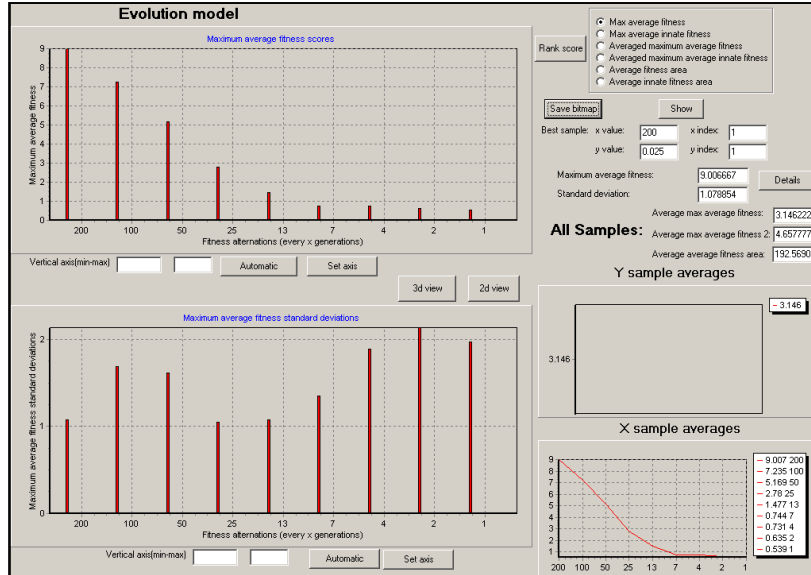 Evolution model
Maximum average fitness scores
Maximum average fitness
9
8
7
6
5
4
3
2
1
0
200 100 50 25 13 7 4 2 1
Fitness alternations (every x generations)
Vertical axis(min-max)
Automatic
Set axis
3d view
2d view
Maximum average fitness standard deviations
Maximum average fitness standard deviations
2
1
0
200 100 50 25 13 7 4 2 1
Fitness alternations (every x generations)
Vertical axis(min-max)
Automatic
Set axis
Rank score
Max average fitness
Max average innate fitness
Averaged maximum average fitness
Averaged maximum average innate fitness
Average fitness area
Average innate fitness area
Save bitmap
Show
Best sample: x value: 200 x index: 1
y value: 0.025 y index: 1
Maximum average fitness: 9.006667
Standard deviation: 1.078854
Details
All Samples:
Average max average fitness: 3.146222
Average max average fitness 2: 4.657777
Average average fitness area: 192.5690
Y sample averages
3.146
3.146
X sample averages
9
8
7
6
5
4
3
2
1
200 100 50 25 13 7 4 2 1
9.007 200
7.235 100
5.169 50
2.78 25
1.477 13
0.744 7
0.731 4
0.635 2
0.539 1